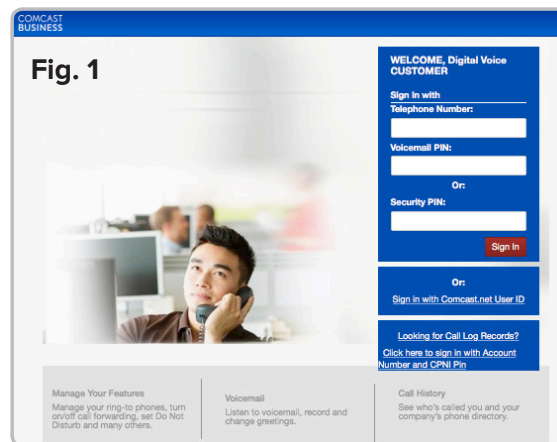 COMCAST
BUSINESS
Fig. 1
WELCOME, Digital Voice
CUSTOMER
Sign In with
Telephone Number:
Voicemail PIN:
Or:
Security PIN:
Sign In
Or:
Sign in with Comcast.net User ID
Looking for Call Log Records?
Click here to sign in with Account
Number and CPNI Pin
Manage Your Features
Manage your ring-to phones, turn
on/off call forwarding, set Do Not
Disturb and many others.
Voicemail
Listen to voicemail, record and
change greetings.
Call History
See who's called you and your
company's phone directory.